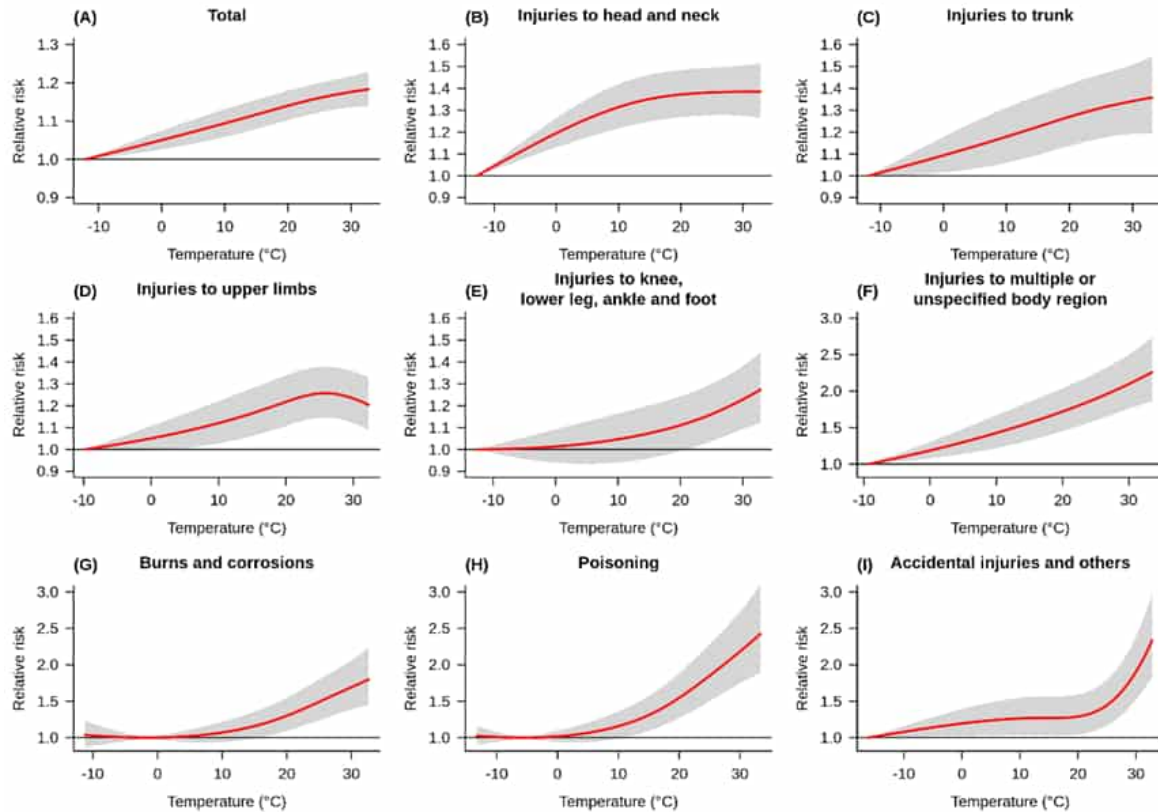 (A) Total
1.3
1.2
1.1
1.0
0.9
Relative risk
-10 0 10 20 30
Temperature (°C)
(B) Injuries to head and neck
1.6
1.5
1.4
1.3
1.2
1.1
1.0
0.9
Relative risk
-10 0 10 20 30
Temperature (°C)
(C) Injuries to trunk
1.6
1.5
1.4
1.3
1.2
1.1
1.0
0.9
Relative risk
-10 0 10 20 30
Temperature (°C)
(D) Injuries to upper limbs
1.6
1.5
1.4
1.3
1.2
1.1
1.0
0.9
Relative risk
-10 0 10 20 30
Temperature (°C)
(E) Injuries to knee,
lower leg, ankle and foot
1.6
1.5
1.4
1.3
1.2
1.1
1.0
0.9
Relative risk
-10 0 10 20 30
Temperature (°C)
(F) Injuries to multiple or
unspecified body region
3.0
2.5
2.0
1.5
1.0
Relative risk
-10 0 10 20 30
Temperature (°C)
(G) Burns and corrosions
3.0
2.5
2.0
1.5
1.0
Relative risk
-10 0 10 20 30
Temperature (°C)
(H) Poisoning
3.0
2.5
2.0
1.5
1.0
Relative risk
-10 0 10 20 30
Temperature (°C)
(I) Accidental injuries and others
3.0
2.5
2.0
1.5
1.0
Relative risk
-10 0 10 20 30
Temperature (°C)